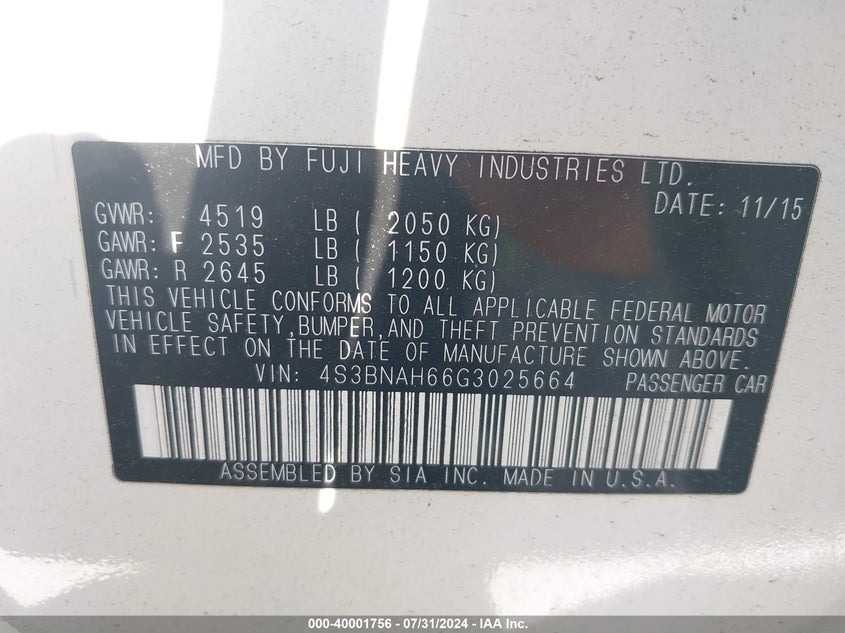 MFD BY FUJI HEAVY INDUSTRIES LTD.
DATE: 11/15
GVWR: 4519 LB ( 2050 KG)
GAWR: F 2535 LB ( 1150 KG)
GAWR: R 2645 LB ( 1200 KG)
THIS VEHICLE CONFORMS TO ALL APPLICABLE FEDERAL MOTOR
VEHICLE SAFETY, BUMPER, AND THEFT PREVENTION STANDARDS
IN EFFECT ON THE DATE OF MANUFACTURE SHOWN ABOVE.
VIN: 4S3BNAH66G3025664 PASSENGER CAR
ASSEMBLED BY SIA INC. MADE IN U.S.A.
000-40001756 - 07/31/2024 - IAA Inc.